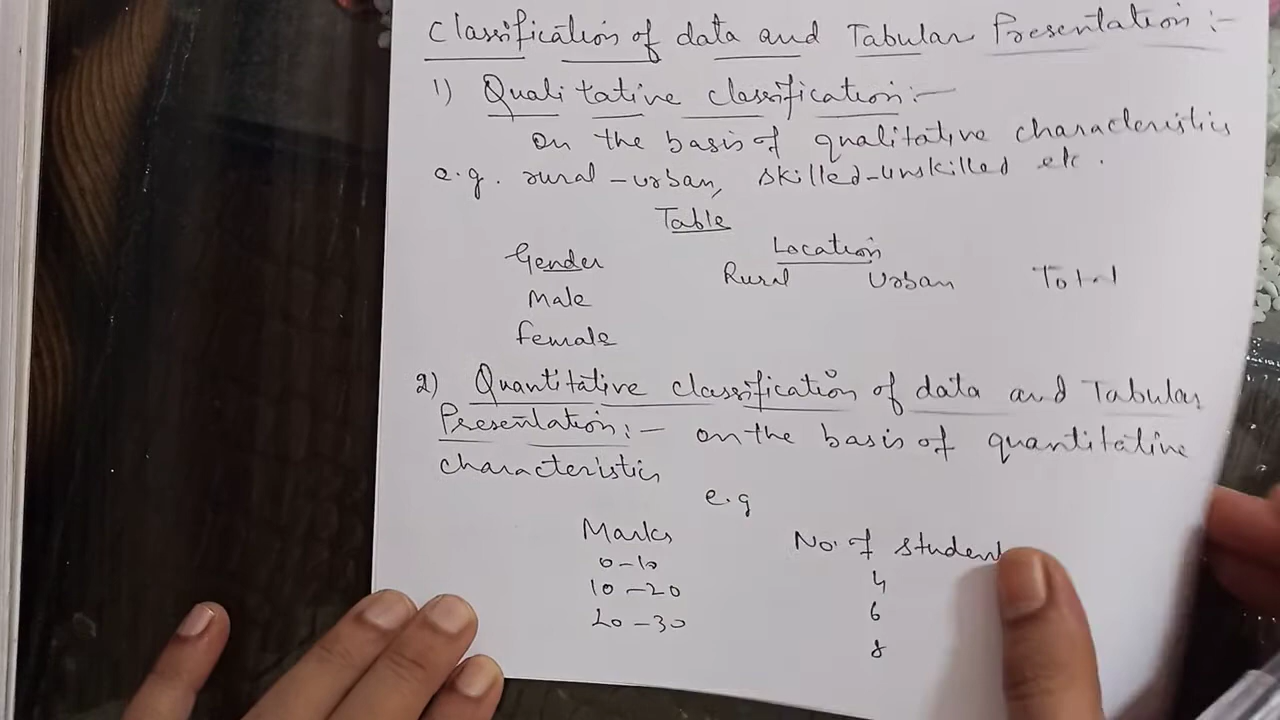 Classification of data and Tabular Presentation :-
1) Qualitative classification :-
on the basis of qualitative characteristics
e.g. rural-urban, skilled-unskilled etc.
Table
Gender Location
Rural Urban Total
Male
Female
2) Quantitative classification of data and Tabular
Presentation :- on the basis of quantitative
characteristics
e.g
Marks No. of student
0-10 4
10-20 6
20-30 8